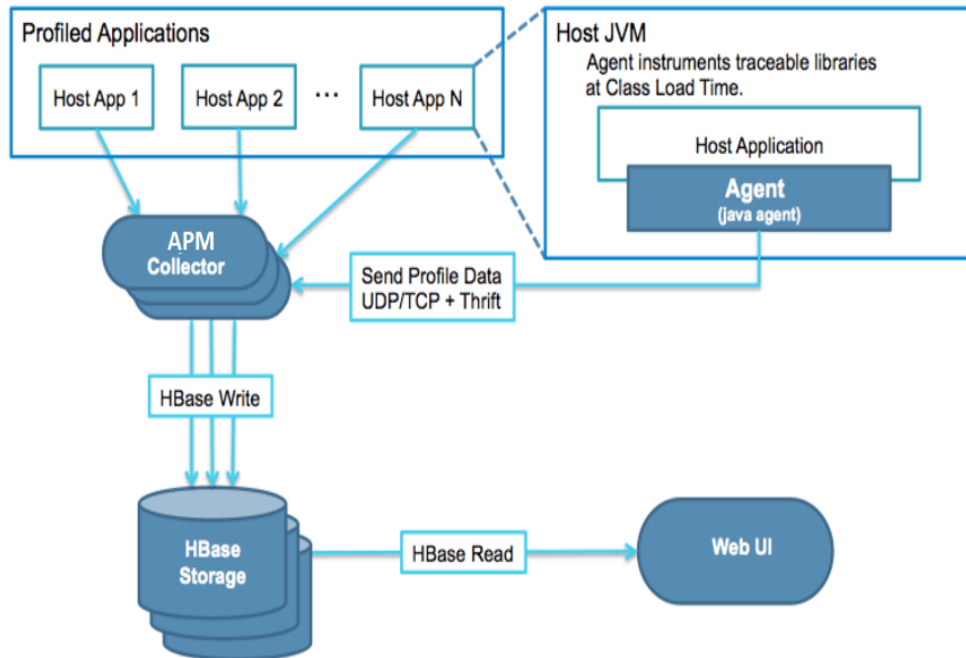 Profiled Applications
Host App 1
Host App 2
...
Host App N
Host JVM
Agent instruments traceable libraries
at Class Load Time.
Host Application
Agent
(java agent)
APM
Collector
Send Profile Data
UDP/TCP + Thrift
HBase Write
HBase
Storage
HBase Read
Web UI